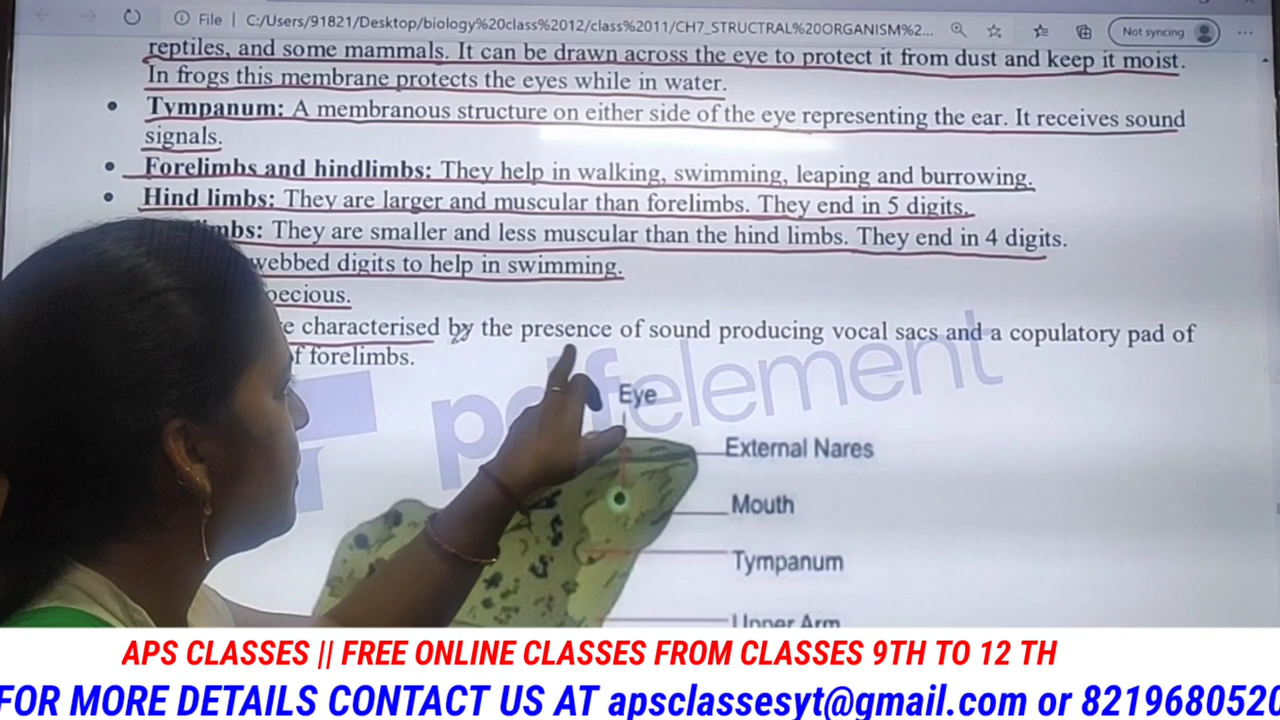 File | C:/Users/91821/Desktop/biology%20class%2012/class%2011/CH7_STRUCTRAL%20ORGANISM%2... Not syncing
reptiles, and some mammals. It can be drawn across the eye to protect it from dust and keep it moist.
In frogs this membrane protects the eyes while in water.
• Tympanum: A membranous structure on either side of the eye representing the ear. It receives sound
signals.
• Forelimbs and hindlimbs: They help in walking, swimming, leaping and burrowing.
• Hind limbs: They are larger and muscular than forelimbs. They end in 5 digits.
They are smaller and less muscular than the hind limbs. They end in 4 digits.
webbed digits to help in swimming.
characterised by the presence of sound producing vocal sacs and a copulatory pad of
forelimbs.
pdfelement
Eye
External Nares
Mouth
Tympanum
Upper Arm
APS CLASSES || FREE ONLINE CLASSES FROM CLASSES 9TH TO 12 TH
FOR MORE DETAILS CONTACT US AT apsclassesyt@gmail.com or 8219680520